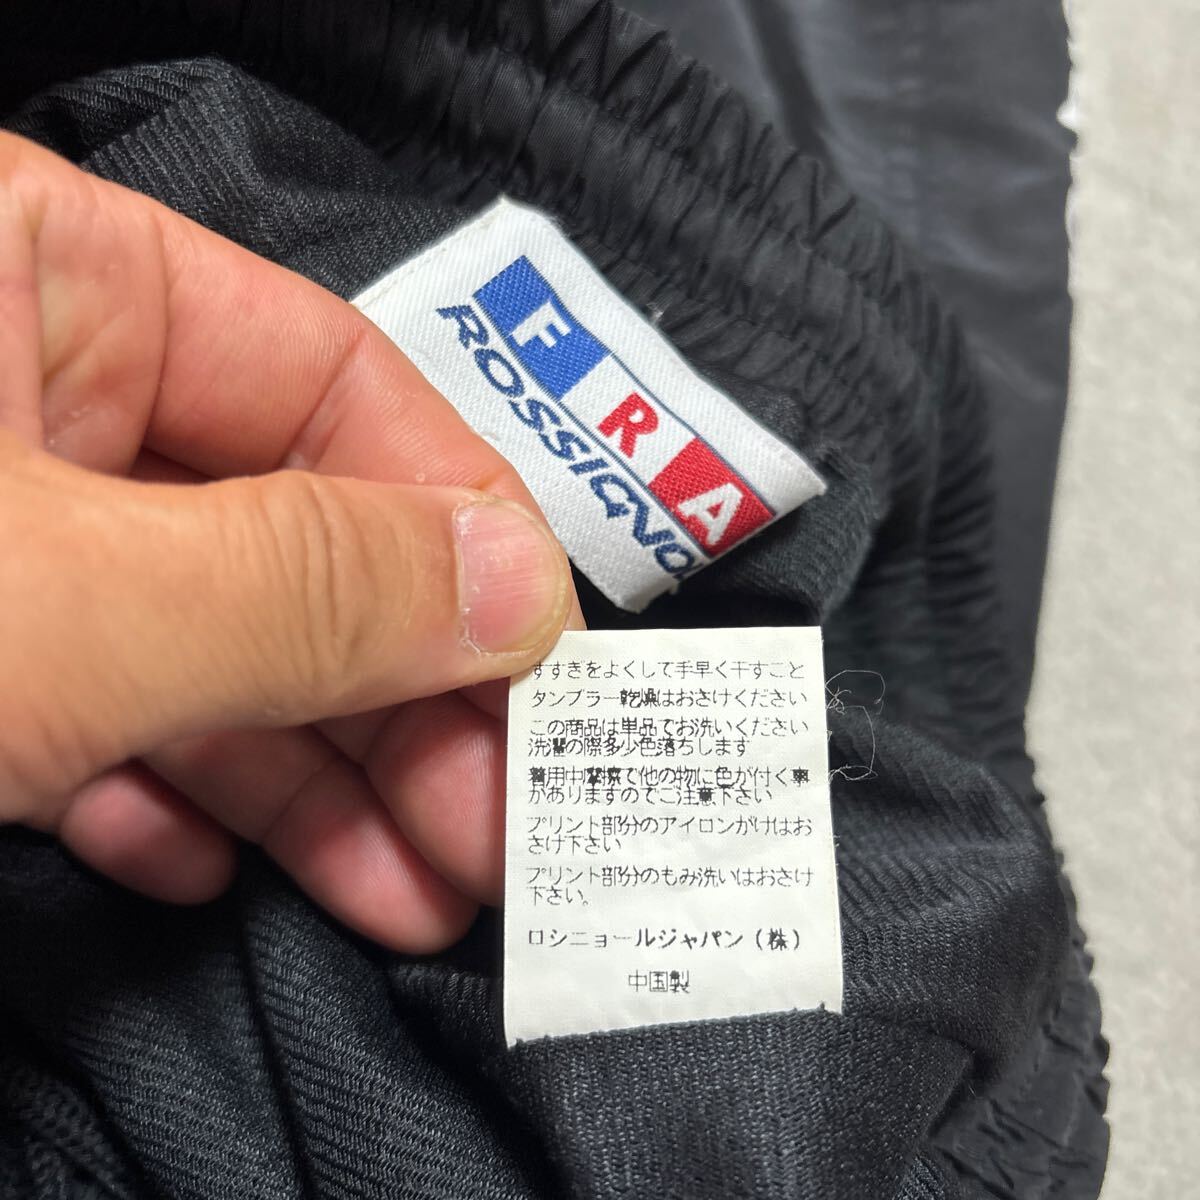 FRA
ROSSIGNOL
すすぎをよくして手早く干すこと
タンブラー乾燥はおさけください
この商品は単品でお洗いください
洗濯の際多少色落ちします
着用中摩擦で他の物に色が付く事
がありますのでご注意下さい
プリント部分のアイロンがけはお
さけ下さい
プリント部分のもみ洗いはおさけ
下さい。
ロシニョールジャパン(株)
中国製